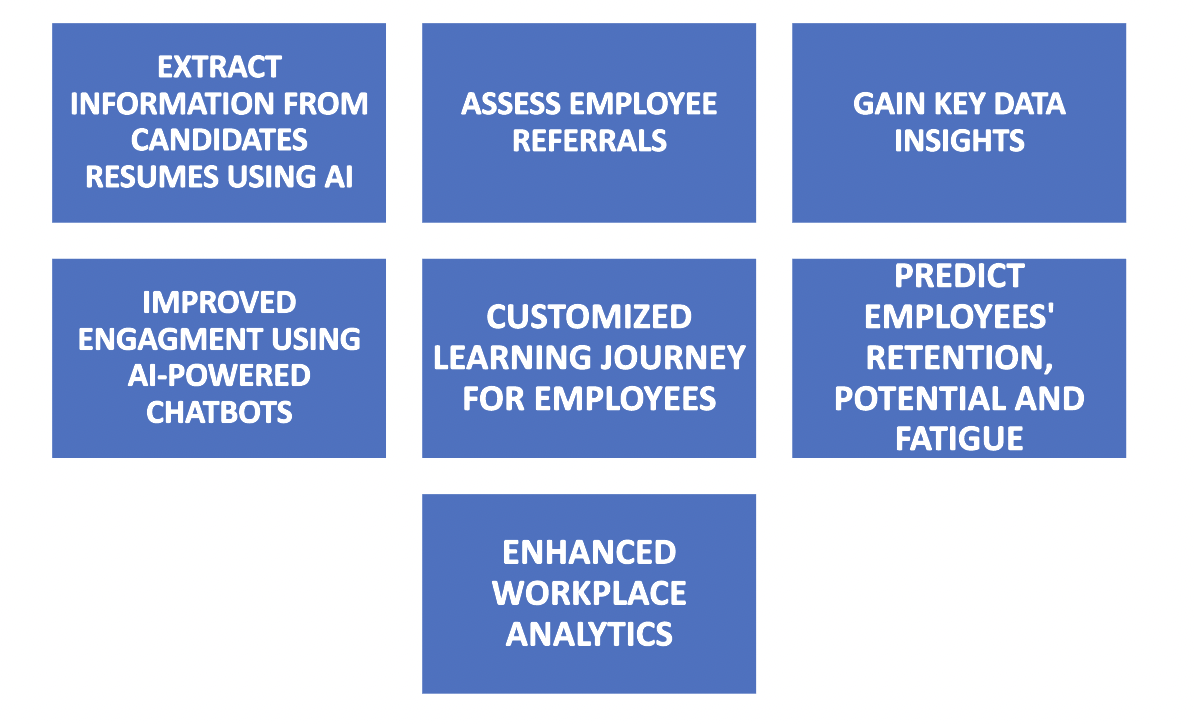 EXTRACT
INFORMATION FROM
CANDIDATES
RESUMES USING AI
ASSESS EMPLOYEE
REFERRALS
GAIN KEY DATA
INSIGHTS
IMPROVED
ENGAGMENT USING
AI-POWERED
CHATBOTS
CUSTOMIZED
LEARNING JOURNEY
FOR EMPLOYEES
PREDICT
EMPLOYEES'
RETENTION,
POTENTIAL AND
FATIGUE
ENHANCED
WORKPLACE
ANALYTICS